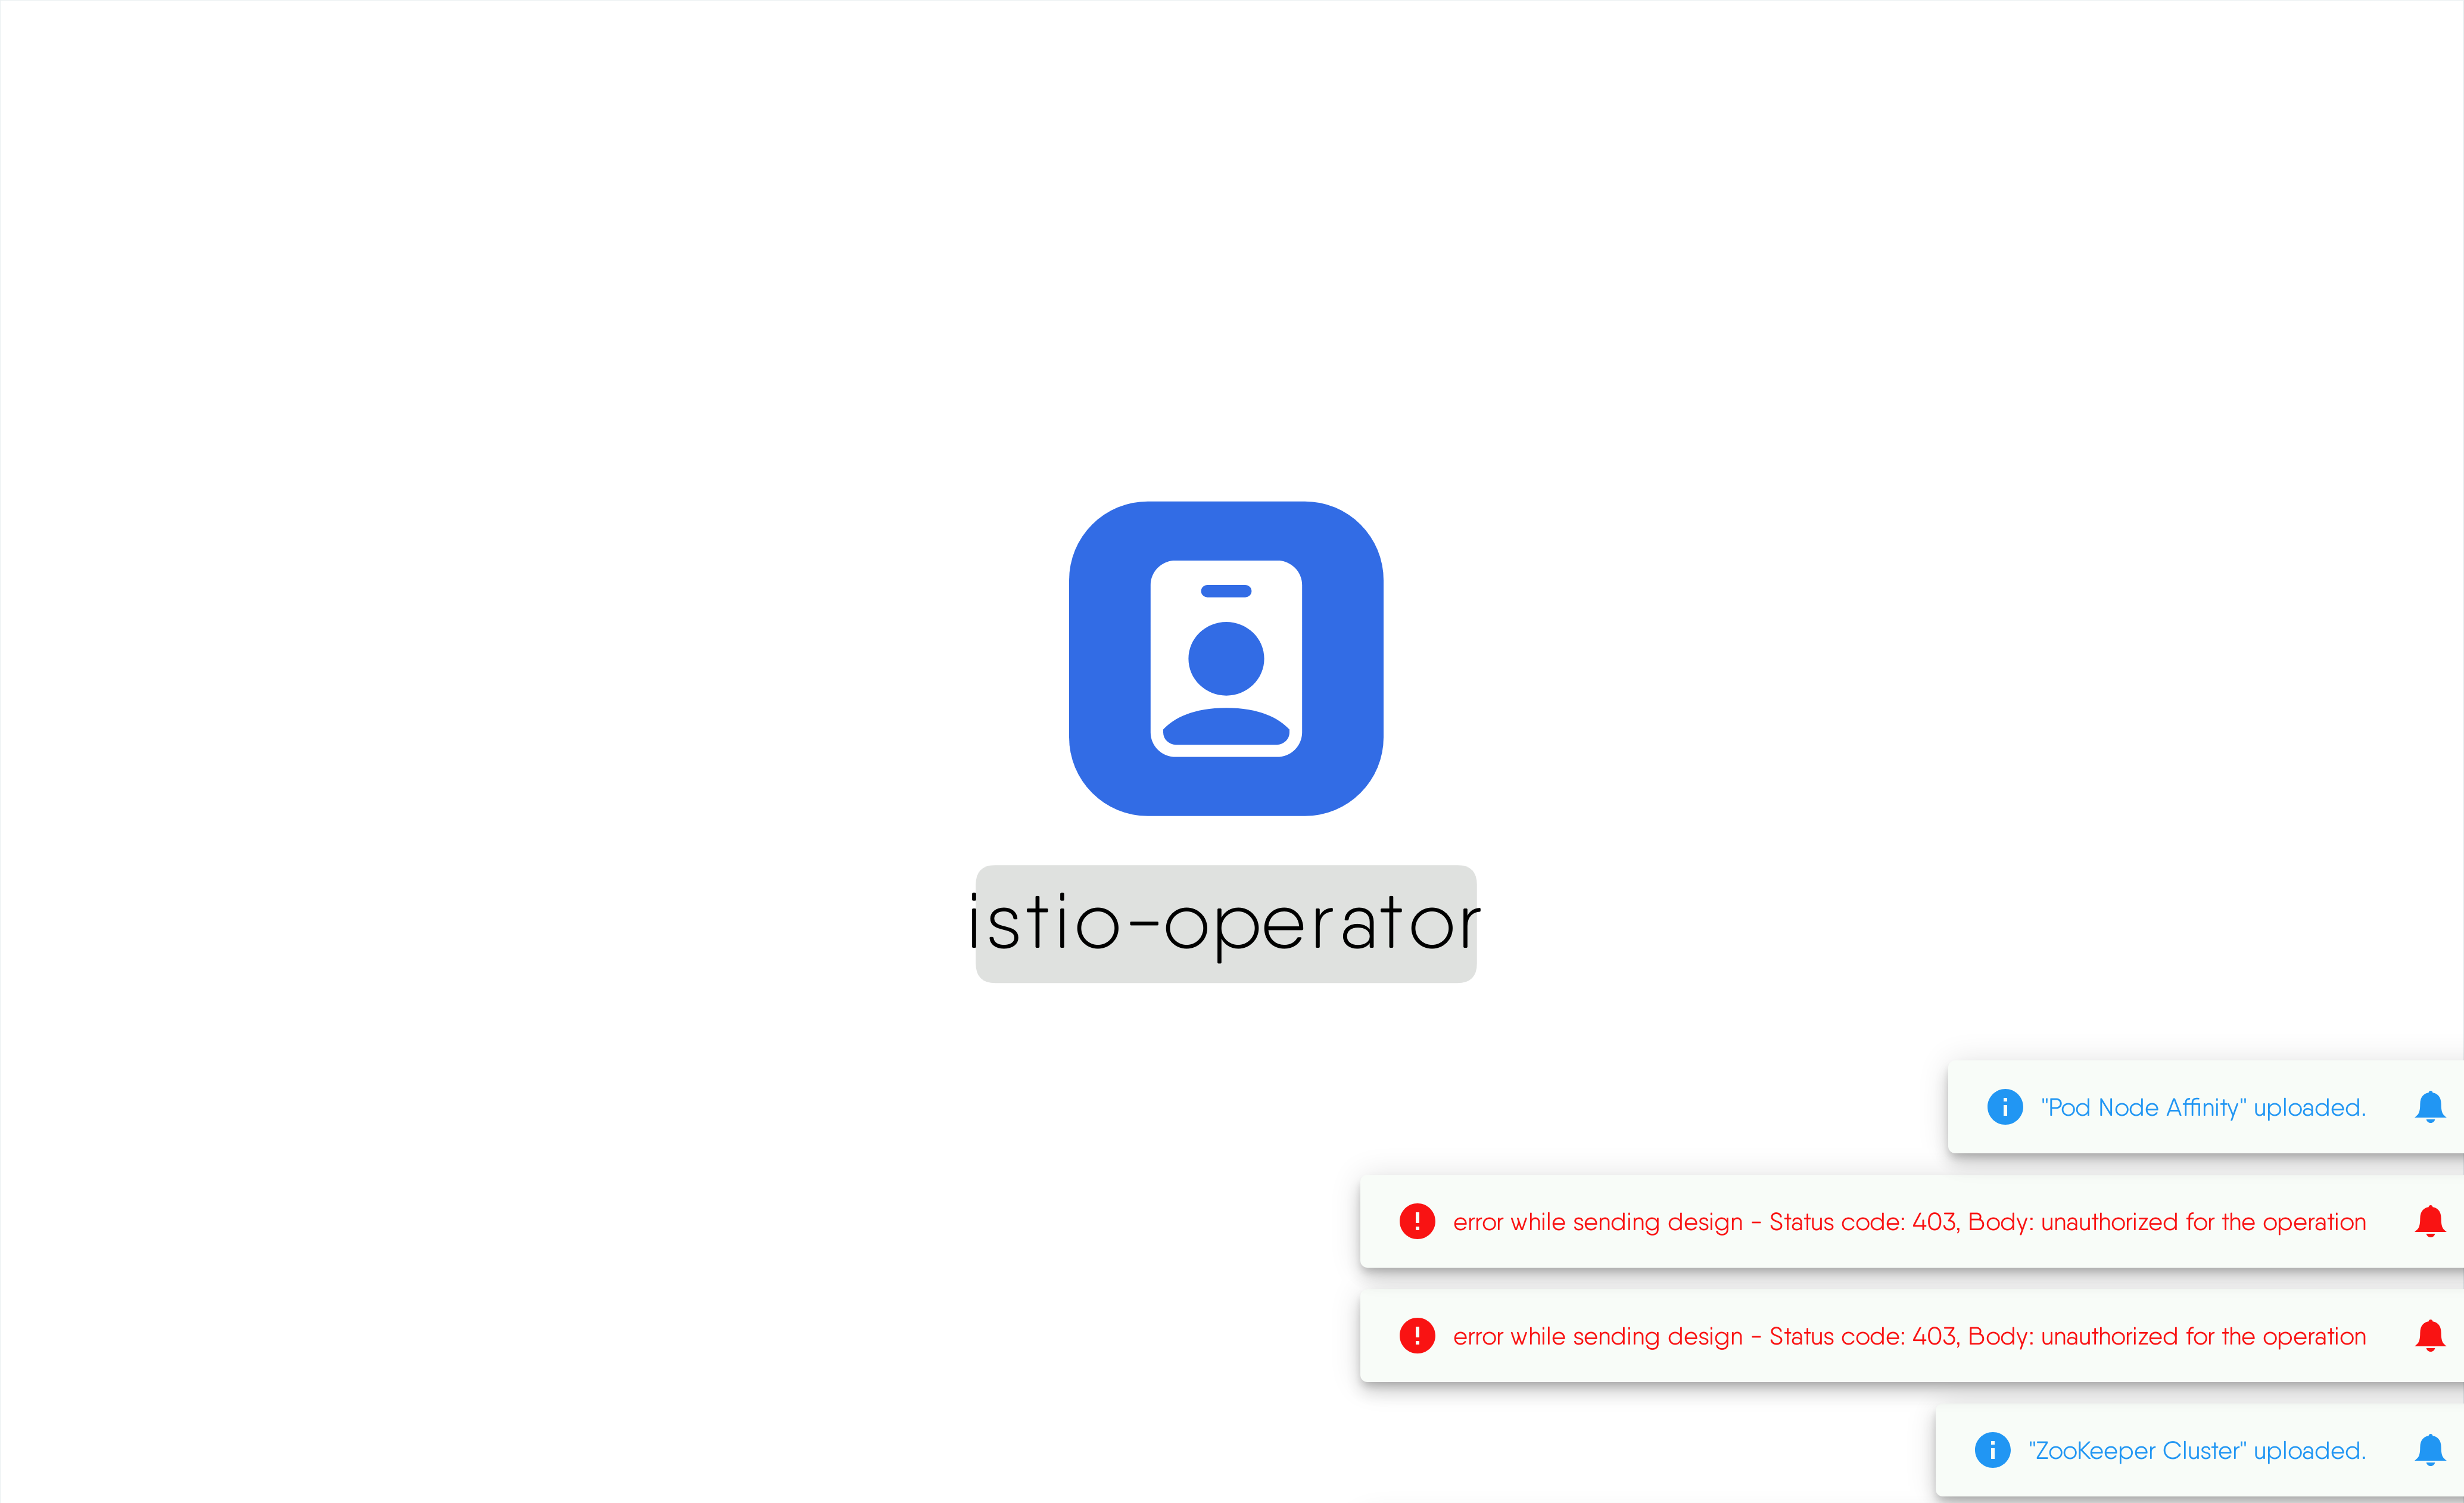 istio-operator
"Pod Node Affinity" uploaded.
error while sending design - Status code: 403, Body: unauthorized for the operation
error while sending design - Status code: 403, Body: unauthorized for the operation
"ZooKeeper Cluster" uploaded.